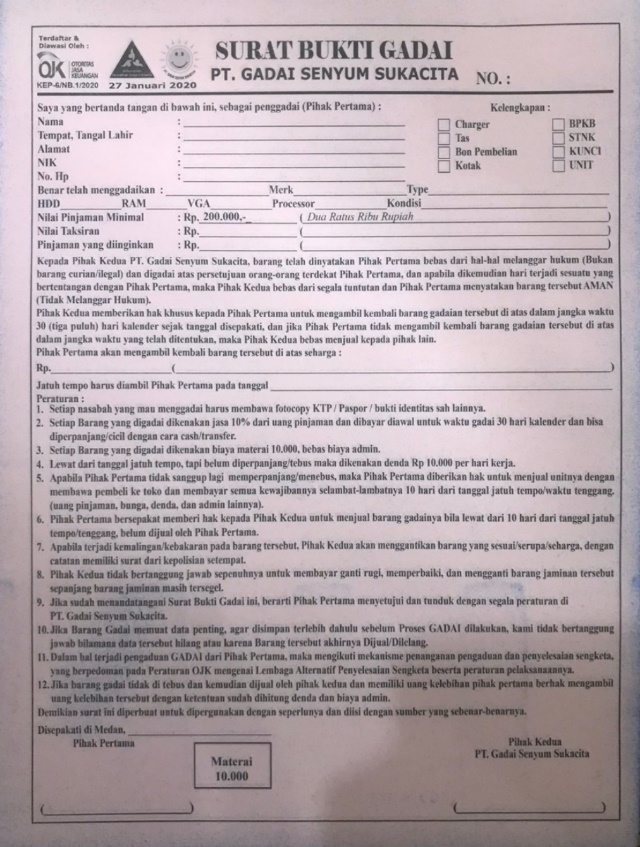 Terdaftar &
Diawasi Oleh :
OJK OTORITAS JASA KEUANGAN
KEP-6/NB.1/2020 27 Januari 2020
SURAT BUKTI GADAI
PT. GADAI SENYUM SUKACITA NO. :
Saya yang bertanda tangan di bawah ini, sebagai penggadai (Pihak Pertama) : Kelengkapan :
Nama : Charger BPKB
Tempat, Tangal Lahir : Tas STNK
Alamat : Bon Pembelian KUNCI
NIK : Kotak UNIT
No. Hp :
Benar telah menggadaikan : Merk Type
HDD RAM VGA Processor Kondisi
Nilai Pinjaman Minimal : Rp. 200.000,- ( Dua Ratus Ribu Rupiah )
Nilai Taksiran : Rp. ( )
Pinjaman yang diinginkan : Rp. ( )
Kepada Pihak Kedua PT. Gadai Senyum Sukacita, barang telah dinyatakan Pihak Pertama bebas dari hal-hal melanggar hukum (Bukan
barang curian/ilegal) dan digadai atas persetujuan orang-orang terdekat Pihak Pertama, dan apabila dikemudian hari terjadi sesuatu yang
bertentangan dengan Pihak Pertama, maka Pihak Kedua bebas dari segala tuntutan dan Pihak Pertama menyatakan barang tersebut AMAN
(Tidak Melanggar Hukum).
Pihak Kedua memberikan hak khusus kepada Pihak Pertama untuk mengambil kembali barang gadaian tersebut di atas dalam jangka waktu
30 (tiga puluh) hari kalender sejak tanggal disepakati, dan jika Pihak Pertama tidak mengambil kembali barang gadaian tersebut di atas
dalam jangka waktu yang telah ditentukan, maka Pihak Kedua bebas menjual kepada pihak lain.
Pihak Pertama akan mengambil kembali barang tersebut di atas seharga :
Rp. ( )
Jatuh tempo harus diambil Pihak Pertama pada tanggal
Peraturan :
1. Setiap nasabah yang mau menggadai harus membawa fotocopy KTP / Paspor / bukti identitas sah lainnya.
2. Setiap Barang yang digadai dikenakan jasa 10% dari uang pinjaman dan dibayar diawal untuk waktu gadai 30 hari kalender dan bisa
diperpanjang/cicil dengan cara cash/transfer.
3. Setiap Barang yang digadai dikenakan biaya materai 10.000, bebas biaya admin.
4. Lewat dari tanggal jatuh tempo, tapi belum diperpanjang/tebus maka dikenakan denda Rp 10.000 per hari kerja.
5. Apabila Pihak Pertama tidak sanggup lagi memperpanjang/menebus, maka Pihak Pertama diberikan hak untuk menjual unitnya dengan
membawa pembeli ke toko dan membayar semua kewajibannya selambat-lambatnya 10 hari dari tanggal jatuh tempo/waktu tenggang.
(uang pinjaman, bunga, denda, dan admin lainnya).
6. Pihak Pertama bersepakat memberi hak kepada Pihak Kedua untuk menjual barang gadainya bila lewat dari 10 hari dari tanggal jatuh
tempo/tenggang, belum dijual oleh Pihak Pertama.
7. Apabila terjadi kemalingan/kebakaran pada barang tersebut, Pihak Kedua akan menggantikan barang yang sesuai/serupa/seharga, dengan
catatan memiliki surat dari kepolisian setempat.
8. Pihak Kedua tidak bertanggung jawab sepenuhnya untuk membayar ganti rugi, memperbaiki, dan mengganti barang jaminan tersebut
sepanjang barang jaminan masih tersegel.
9. Jika sudah menandatangani Surat Bukti Gadai ini, berarti Pihak Pertama menyetujui dan tunduk dengan segala peraturan di
PT. Gadai Senyum Sukacita.
10. Jika Barang Gadai memuat data penting, agar disimpan terlebih dahulu sebelum Proses GADAI dilakukan, kami tidak bertanggung
jawab bilamana data tersebut hilang atau karena Barang tersebut akhirnya Dijual/Dilelang.
11. Dalam hal terjadi pengaduan GADAI dari Pihak Pertama, maka mengikuti mekanisme penanganan pengaduan dan penyelesaian sengketa,
yang berpedoman pada Peraturan OJK mengenai Lembaga Alternatif Penyelesaian Sengketa beserta peraturan pelaksanaannya.
12. Jika barang gadai tidak di tebus dan kemudian dijual oleh pihak kedua dan memiliki uang kelebihan pihak pertama berhak mengambil
uang kelebihan tersebut dengan ketentuan sudah dihitung denda dan biaya admin.
Demikian surat ini diperbuat untuk dipergunakan dengan seperlunya dan diisi dengan sumber yang sebenar-benarnya.
Disepakati di Medan,
Pihak Pertama Pihak Kedua
PT. Gadai Senyum Sukacita
Materai
10.000
( ) ( )